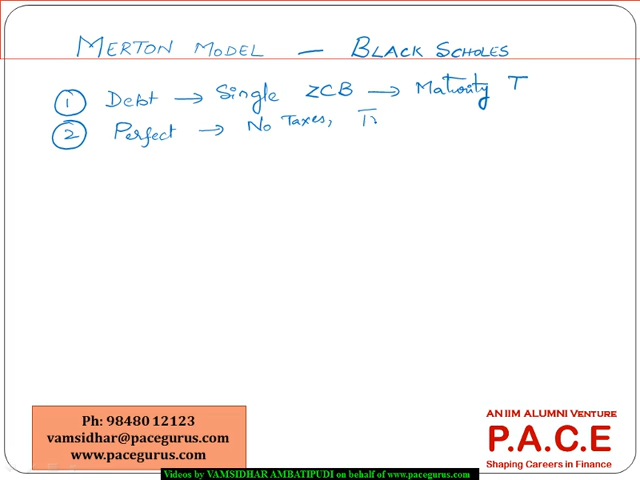 MERTON MODEL — BLACK SCHOLES
① Debt → Single ZCB → Maturity T
② Perfect → No Taxes,
Ph: 98480 12123
vamsidhar@pacegurus.com
www.pacegurus.com
AN IIM ALUMNI VENTURE
P.A.C.E
Shaping Careers in Finance
Videos by VAMSIDHAR AMBATIPUDI on behalf of www.pacegurus.com